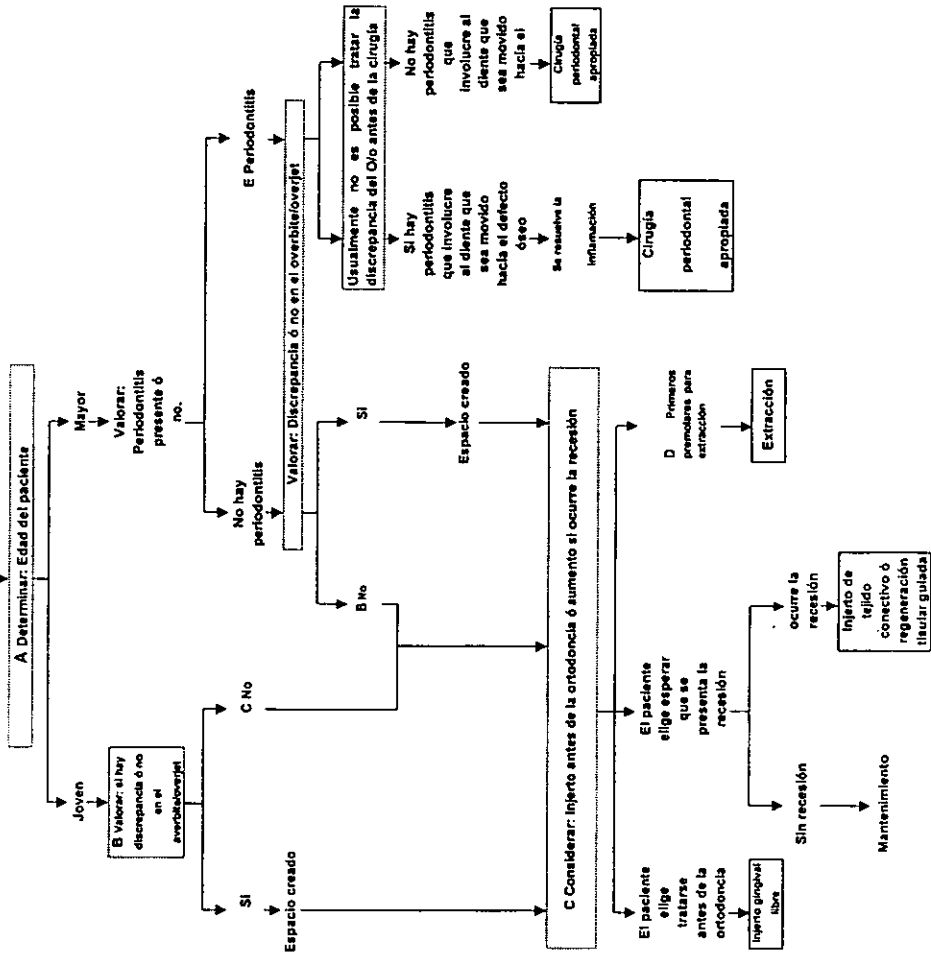 A Determinar: Edad del paciente
Joven
Mayor
B Valorar: si hay
discrepancia ó no
en el
averbite/overjet
Valorar:
Periodontitis
presente ó
no.
Si
C No
No hay
periodontitis
E Periodontitis
Espacio creado
Valorar: Discrepancia ó no en el overbite/overjet
B No
Si
Espacio creado
Usualmente no es posible tratar la
discrepancia del O/o antes de la cirugía
Si hay
periodontitis
que involucre
al diente que
sea movido
hacia el defecto
óseo
No hay
periodontitis
que
involucre al
diente que
sea movido
hacia el
Se resuelve la
inflamación
Cirugía
periodontal
apropiada
Cirugía
periodontal
apropiada
C Considerar: Injerto antes de la ortodoncia ó aumento si ocurre la recesión
El paciente
elige
tratarse
antes de la
ortodoncia
El paciente
elige esperar
que se
presenta la
recesión
D Primeros
premolares para
extracción
Injerto gingival
libre
Extracción
Sin recesión
ocurre la
recesión
Mantenimiento
Injerto de
tejido
conectivo ó
regeneración
tisular guiada